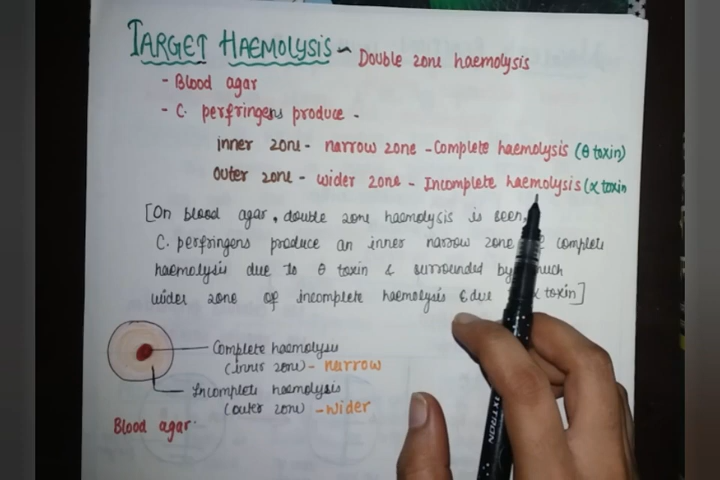 TARGET HAEMOLYSIS - Double zone haemolysis
- Blood agar
- C. perfringens produce -
inner zone - narrow zone - Complete haemolysis (θ toxin)
outer zone - wider zone - Incomplete haemolysis (α toxin
[On blood agar, double zone haemolysis is seen,
C. perfringens produce an inner narrow zone complete
haemolysis due to θ toxin & surrounded by much
wider zone of incomplete haemolysis (due α toxin]
Complete haemolysis
(inner zone) - narrow
Incomplete haemolysis
(outer zone) - wider
Blood agar.